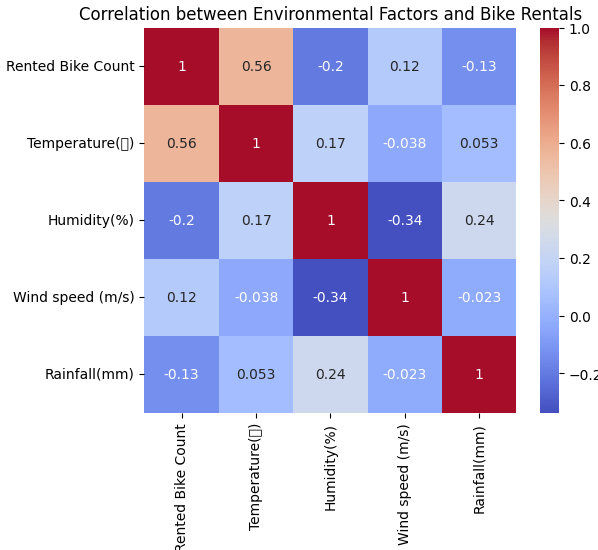 Correlation between Environmental Factors and Bike Rentals
Rented Bike Count 1 0.56 -0.2 0.12 -0.13
Temperature(▯) 0.56 1 0.17 -0.038 0.053
Humidity(%) -0.2 0.17 1 -0.34 0.24
Wind speed (m/s) 0.12 -0.038 -0.34 1 -0.023
Rainfall(mm) -0.13 0.053 0.24 -0.023 1
Rented Bike Count
Temperature(▯)
Humidity(%)
Wind speed (m/s)
Rainfall(mm)
1.0
0.8
0.6
0.4
0.2
0.0
−0.2